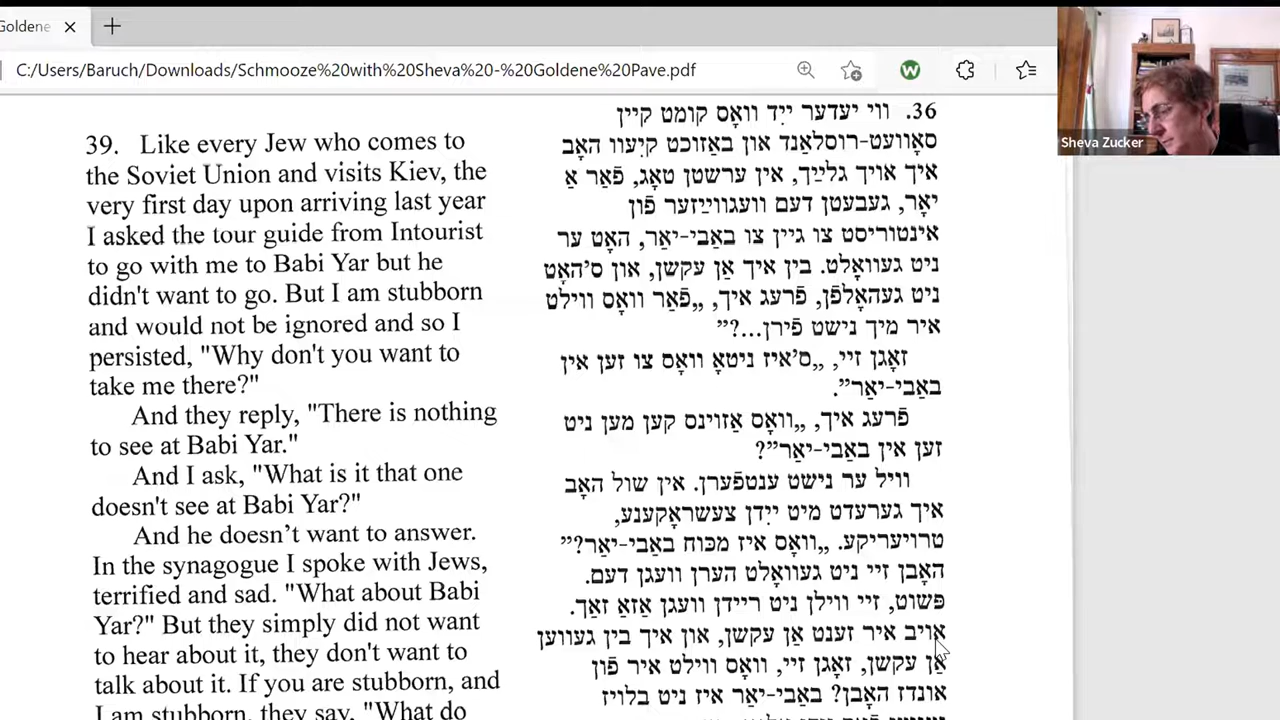 Goldene
C:/Users/Baruch/Downloads/Schmooze%20with%20Sheva%20-%20Goldene%20Pave.pdf
Sheva Zucker
39. Like every Jew who comes to
the Soviet Union and visits Kiev, the
very first day upon arriving last year
I asked the tour guide from Intourist
to go with me to Babi Yar but he
didn't want to go. But I am stubborn
and would not be ignored and so I
persisted, "Why don't you want to
take me there?"
And they reply, "There is nothing
to see at Babi Yar."
And I ask, "What is it that one
doesn't see at Babi Yar?"
And he doesn’t want to answer.
In the synagogue I spoke with Jews,
terrified and sad. "What about Babi
Yar?" But they simply did not want
to hear about it, they don't want to
talk about it. If you are stubborn, and
I am stubborn, they say, "What do
36. ווי יעדער ייִד וואָס קומט קיין
סאָוועט-רוסלאַנד און באַזוכט קיִעוו האָב
איך אויך גלײַך, אין ערשטן טאָג, פֿאַר אַ
יאָר, געבעטן דעם וועגווײַזער פֿון
אינטוריסט צו גיין צו באַבי-יאַר, האָט ער
ניט געוואָלט. בין איך אַן עקשן, און ס'האָט
ניט געהאָלפֿן, פֿרעג איך, „פֿאַר וואָס ווילט
איר מיך נישט פֿירן...?”
זאָגן זיי, „ס'איז ניטאָ וואָס צו זען אין
באַבי-יאַר”.
פֿרעג איך, „וואָס אַזוינס קען מען ניט
זען אין באַבי-יאַר”?
וויל ער נישט ענטפֿערן. אין שול האָב
איך גערעדט מיט ייִדן צעשראָקענע,
טרויעריקע. „וואָס איז מכּוח באַבי-יאַר?”
האָבן זיי ניט געוואָלט הערן וועגן דעם.
פּשוט, זיי ווילן ניט ריידן וועגן אַזאַ זאַך.
אויב איר זענט אַן עקשן, און איך בין געווען
אַן עקשן, זאָגן זיי, וואָס ווילט איר פֿון
אונדז האָבן? באַבי-יאַר איז ניט בלויז